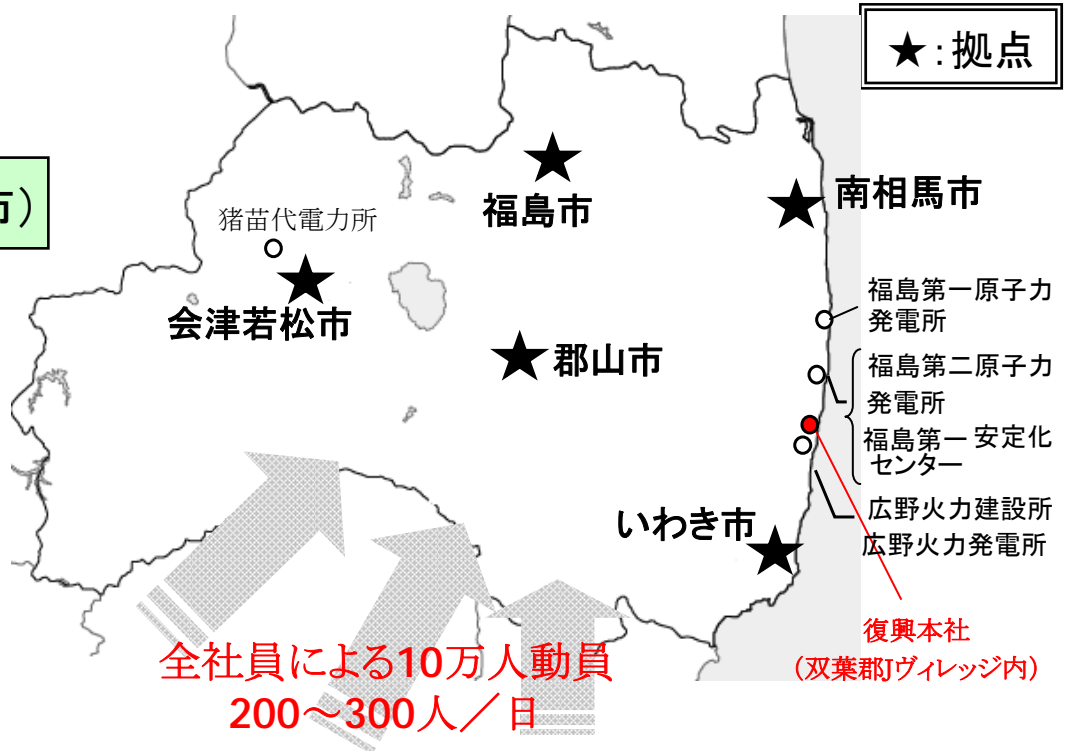 ★:拠点
市）
福島市
南相馬市
猪苗代電力所
会津若松市
郡山市
福島第一原子力
発電所
福島第二原子力
発電所
福島第一安定化
センター
広野火力建設所
広野火力発電所
いわき市
復興本社
（双葉郡Jヴィレッジ内）
全社員による10万人動員
200～300人／日